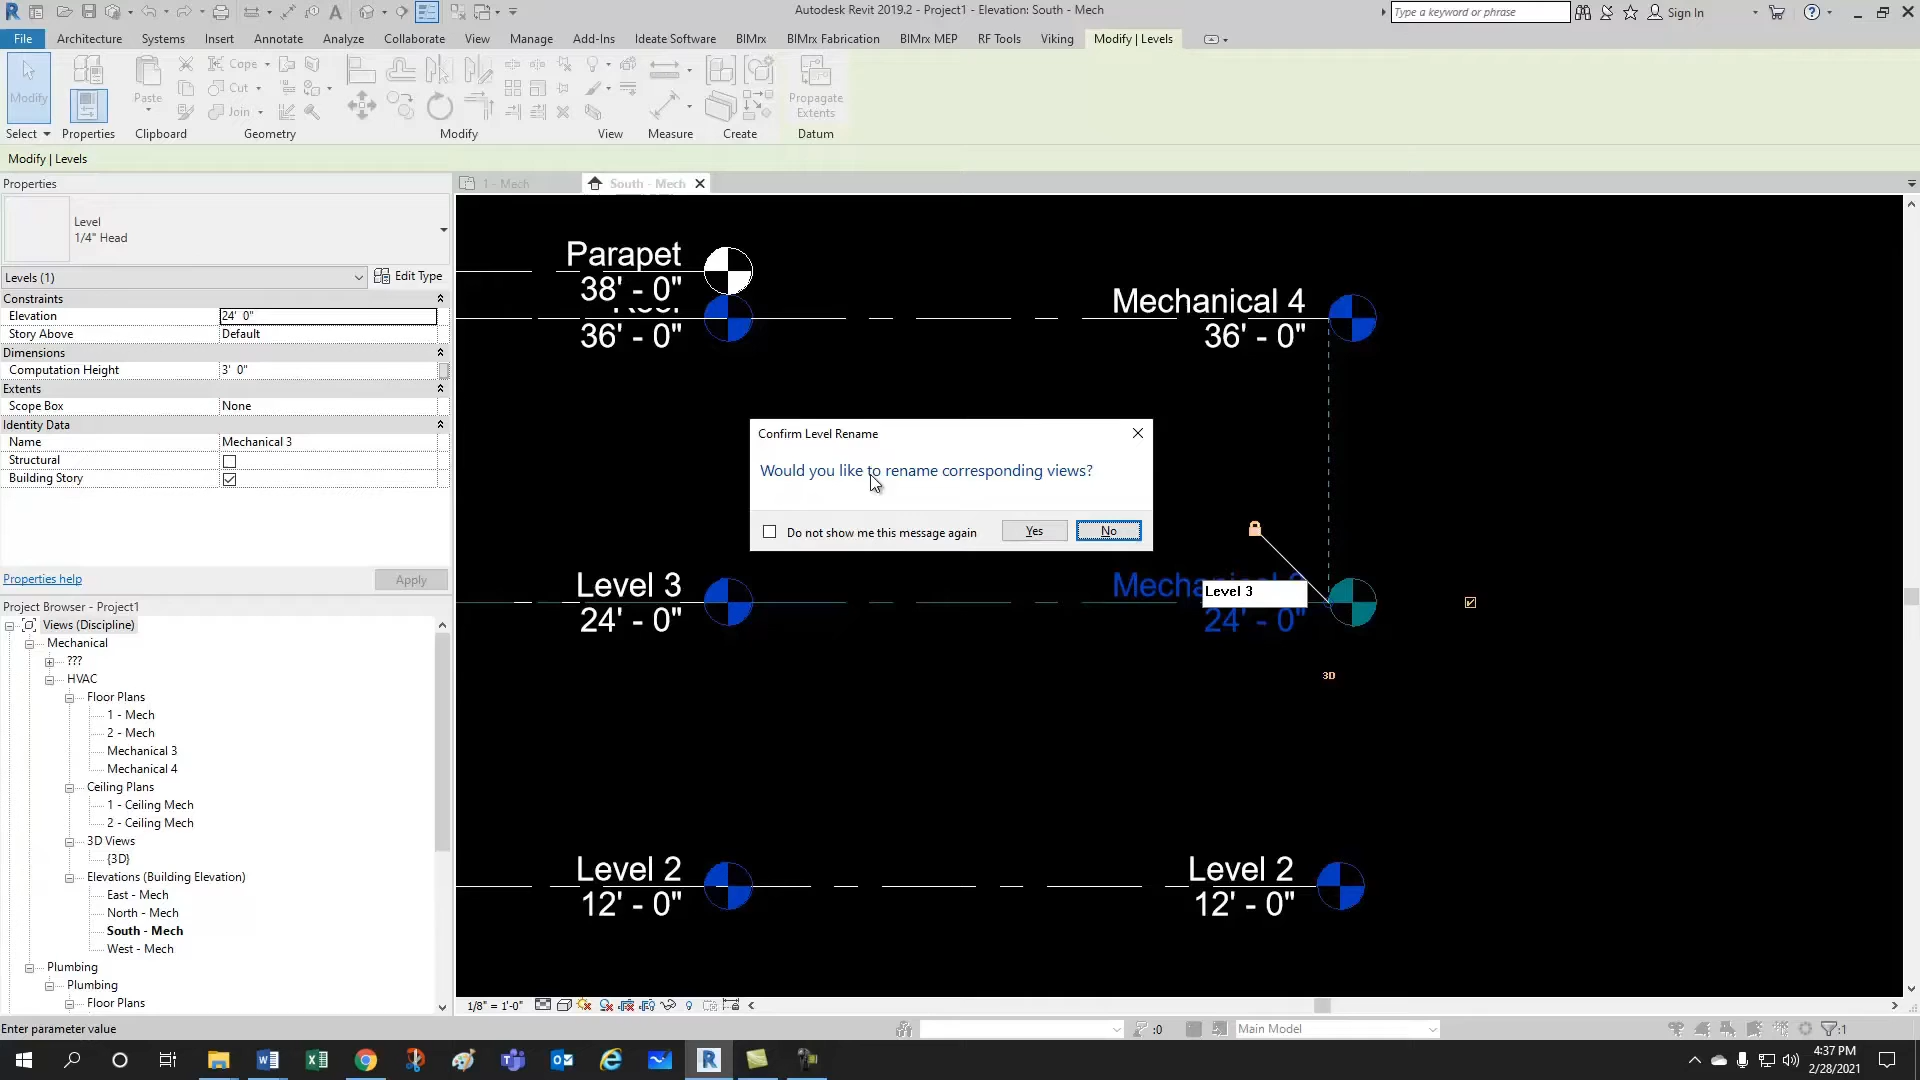 Autodesk Revit 2019.2 - Project1 - Elevation: South - Mech
Type a keyword or phrase
Sign In
File Architecture Systems Insert Annotate Analyze Collaborate View Manage Add-Ins Ideate Software BIMrx BIMrx Fabrication BIMrx MEP RF Tools Viking Modify | Levels
Modify
Paste
Cope
Cut
Join
Propagate
Extents
Select Properties Clipboard Geometry Modify View Measure Create Datum
Modify | Levels
Properties
Level
1/4" Head
Levels (1)
Edit Type
Constraints
Elevation 24' 0"
Story Above Default
Dimensions
Computation Height 3' 0"
Extents
Scope Box None
Identity Data
Name Mechanical 3
Structural
Building Story
Properties help
Apply
Project Browser - Project1
Views (Discipline)
Mechanical
???
HVAC
Floor Plans
1 - Mech
2 - Mech
Mechanical 3
Mechanical 4
Ceiling Plans
1 - Ceiling Mech
2 - Ceiling Mech
3D Views
{3D}
Elevations (Building Elevation)
East - Mech
North - Mech
South - Mech
West - Mech
Plumbing
Plumbing
Floor Plans
1 - Mech
South - Mech
Parapet
38' - 0"
36' - 0"
Mechanical 4
36' - 0"
Confirm Level Rename
Would you like to rename corresponding views?
Do not show me this message again
Yes
No
Level 3
24' - 0"
Level 3
24' - 0"
3D
Level 2
12' - 0"
Level 2
12' - 0"
1/8" = 1'-0"
Enter parameter value
:0
Main Model
:1
4:37 PM
2/28/2021